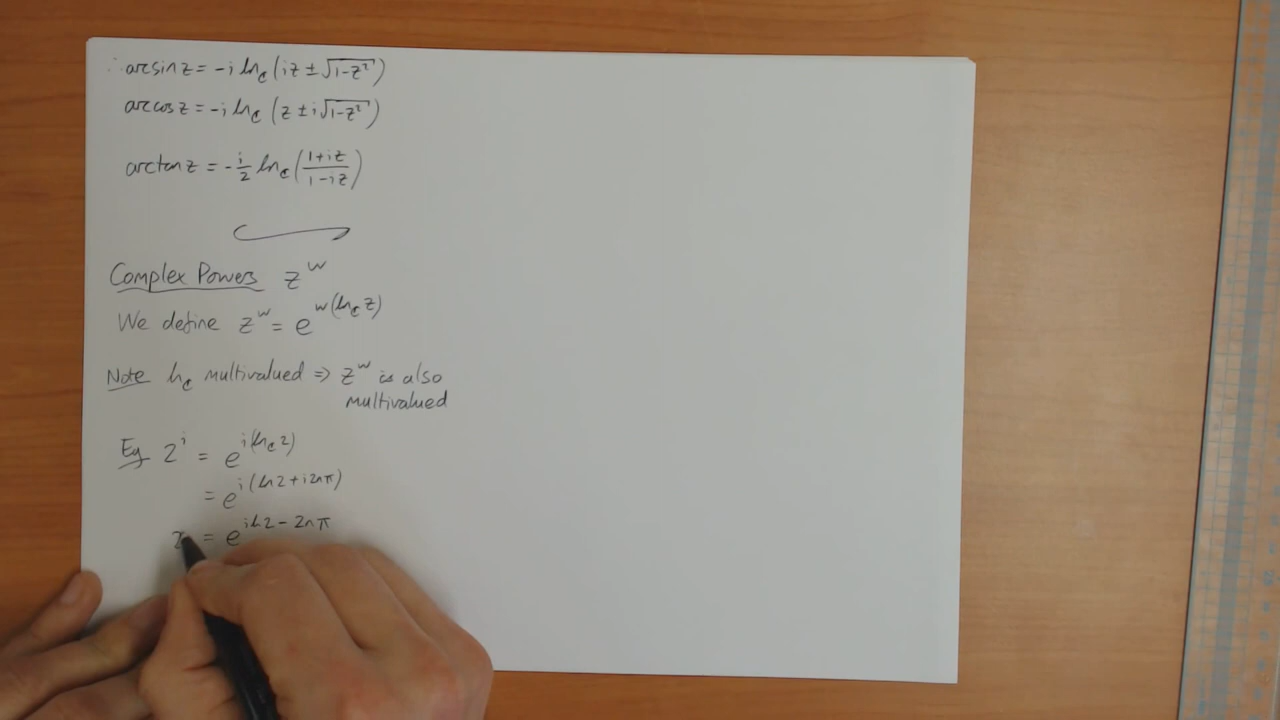 ∴ arcsin z = -i ln_c (iz ± √(1-z²))
arccos z = -i ln_c (z ± i√(1-z²))
arctan z = -i/2 ln_c ((1+iz)/(1-iz))
Complex Powers z^w
We define z^w = e^(w(ln_c z))
Note ln_c multivalued ⇒ z^w is also
multivalued
Eg 2^i = e^(i(ln_c 2))
= e^(i(ln2 + i2nπ))
= e^(iln2 - 2nπ)